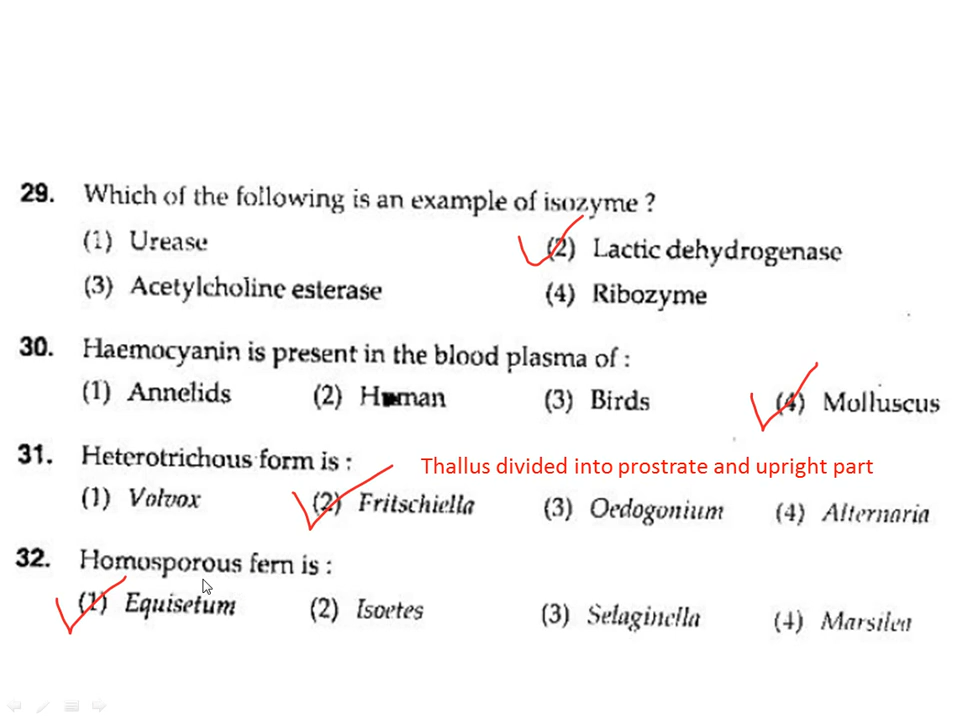 29. Which of the following is an example of isozyme ?
(1) Urease (2) Lactic dehydrogenase
(3) Acetylcholine esterase (4) Ribozyme
30. Haemocyanin is present in the blood plasma of :
(1) Annelids (2) Human (3) Birds (4) Molluscus
31. Heterotrichous form is : Thallus divided into prostrate and upright part
(1) Volvox (2) Fritschiella (3) Oedogonium (4) Alternaria
32. Homosporous fern is :
(1) Equisetum (2) Isoetes (3) Selaginella (4) Marsilea